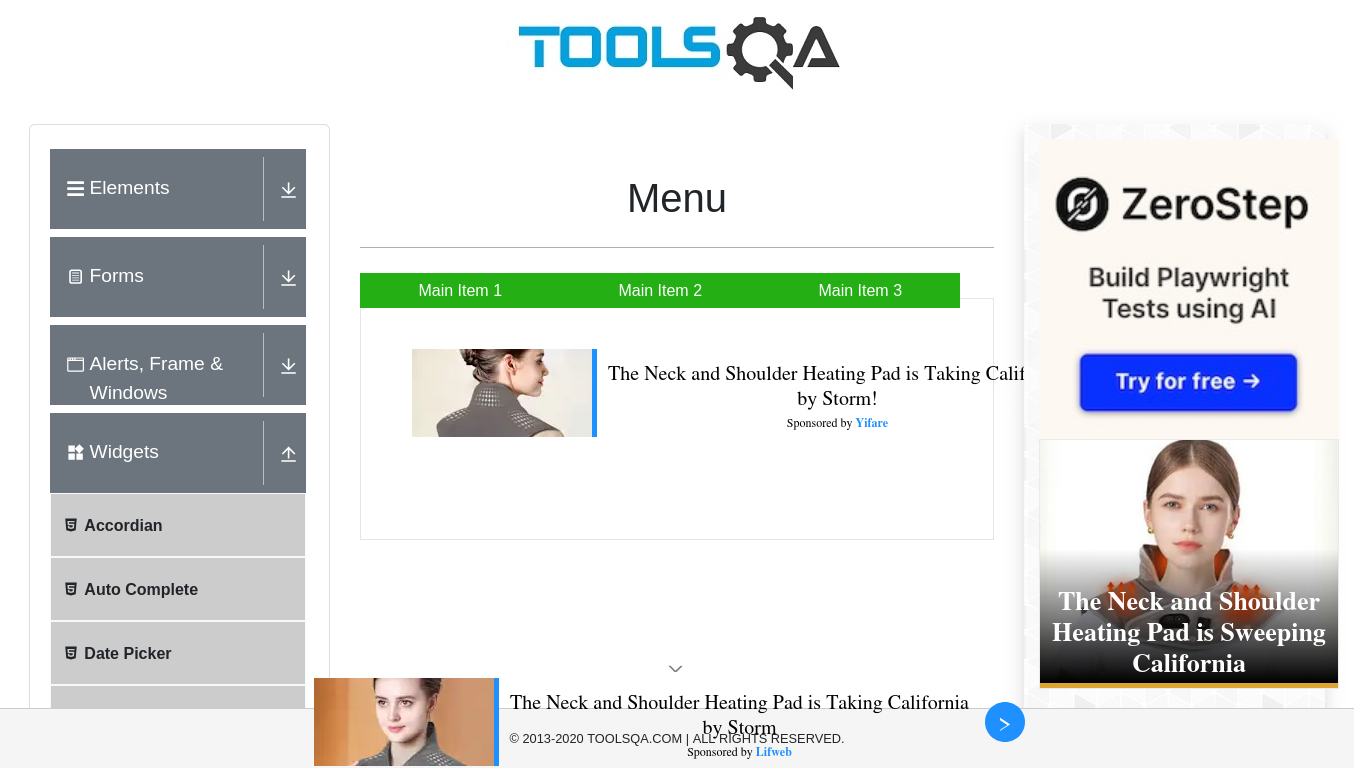 TOOLSQA
Elements
Forms
Alerts, Frame &
Windows
Widgets
Accordian
Auto Complete
Date Picker
Menu
Main Item 1
Main Item 2
Main Item 3
The Neck and Shoulder Heating Pad is Taking Calif
by Storm!
Sponsored by Yifare
ZeroStep
Build Playwright
Tests using AI
Try for free →
The Neck and Shoulder
Heating Pad is Sweeping
California
The Neck and Shoulder Heating Pad is Taking California
by Storm
© 2013-2020 TOOLSQA.COM | ALL RIGHTS RESERVED.
Sponsored by Lifweb